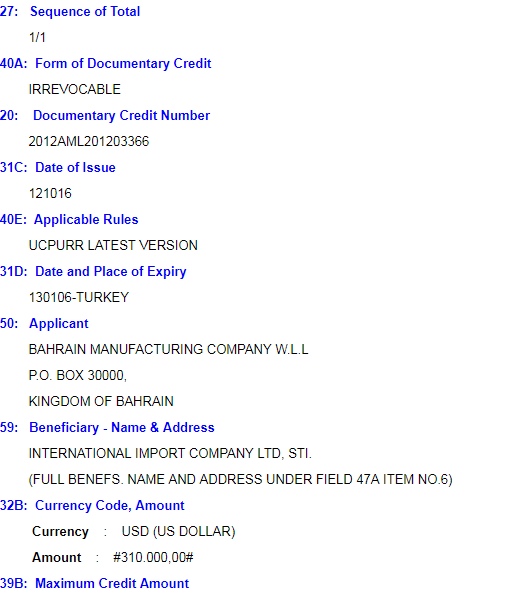 27: Sequence of Total
1/1
40A: Form of Documentary Credit
IRREVOCABLE
20: Documentary Credit Number
2012AML201203366
31C: Date of Issue
121016
40E: Applicable Rules
UCPURR LATEST VERSION
31D: Date and Place of Expiry
130106-TURKEY
50: Applicant
BAHRAIN MANUFACTURING COMPANY W.L.L
P.O. BOX 30000,
KINGDOM OF BAHRAIN
59: Beneficiary - Name & Address
INTERNATIONAL IMPORT COMPANY LTD, STI.
(FULL BENEFS. NAME AND ADDRESS UNDER FIELD 47A ITEM NO.6)
32B: Currency Code, Amount
Currency : USD (US DOLLAR)
Amount : #310.000,00#
39B: Maximum Credit Amount